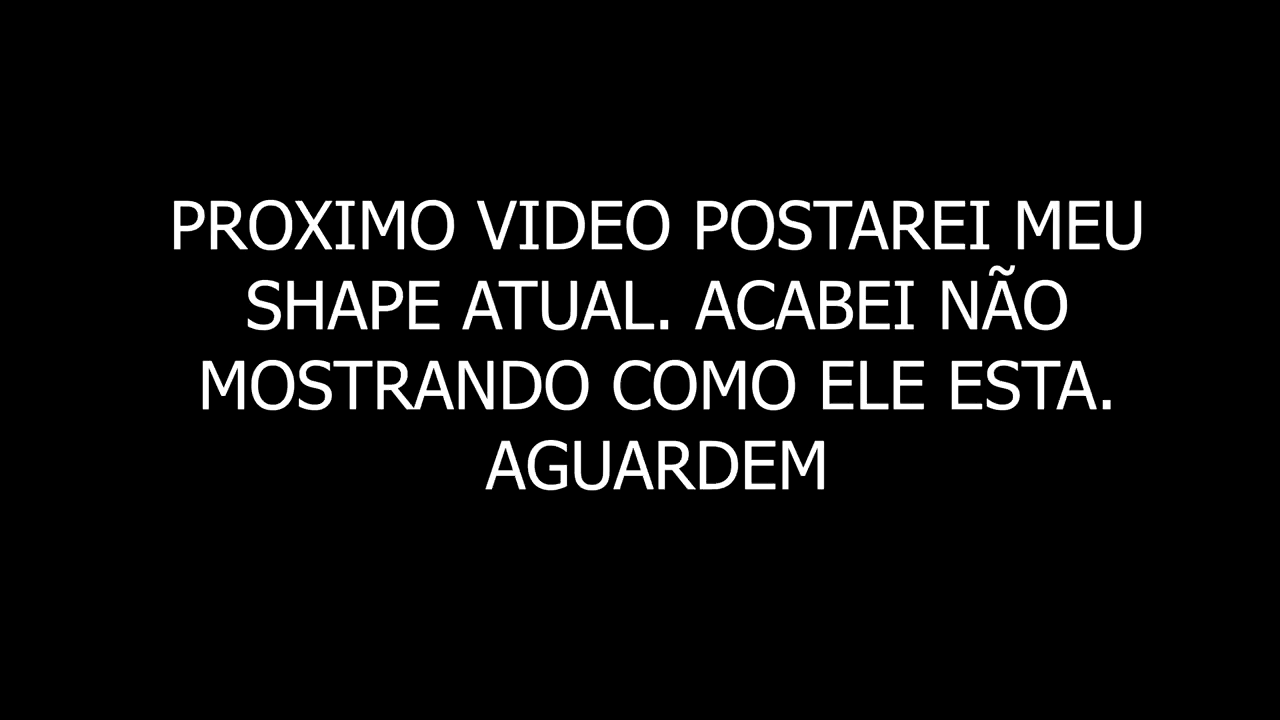 PROXIMO VIDEO POSTAREI MEU
SHAPE ATUAL. ACABEI NÃO
MOSTRANDO COMO ELE ESTA.
AGUARDEM